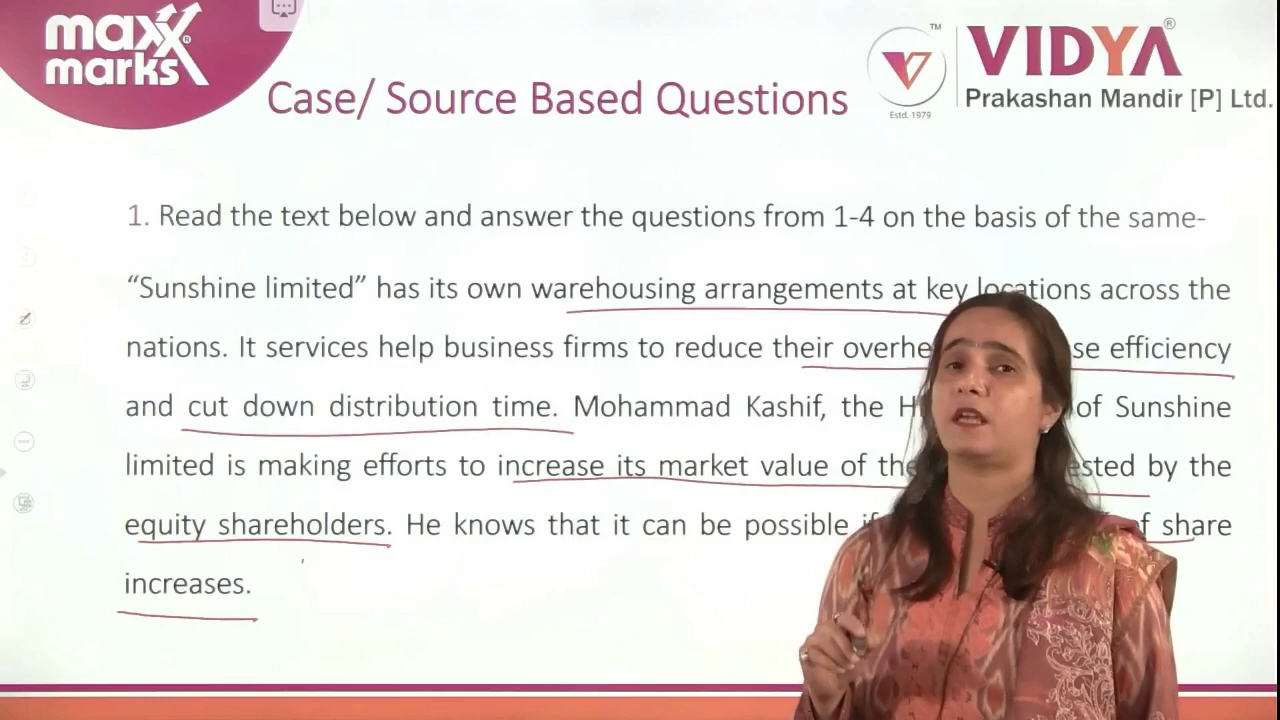 maxx
marks
®
Case/ Source Based Questions
TM
VIDYA®
Prakashan Mandir [P] Ltd.
Estd. 1979
1. Read the text below and answer the questions from 1-4 on the basis of the same-
“Sunshine limited” has its own warehousing arrangements at key locations across the
nations. It services help business firms to reduce their efficiency
and cut down distribution time. Mohammad Kashif, the of Sunshine
limited is making efforts to increase its market value of the by the
equity shareholders. He knows that it can be possible of share
increases.